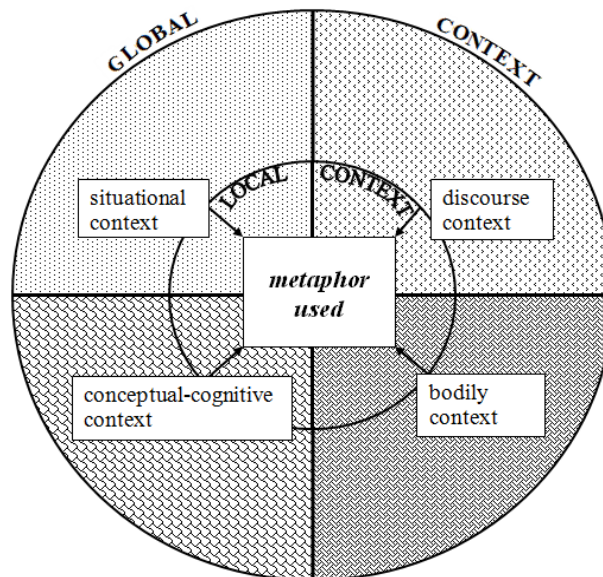 GLOBAL CONTEXT
LOCAL CONTEXT
situational
context
discourse
context
metaphor
used
conceptual-cognitive
context
bodily
context